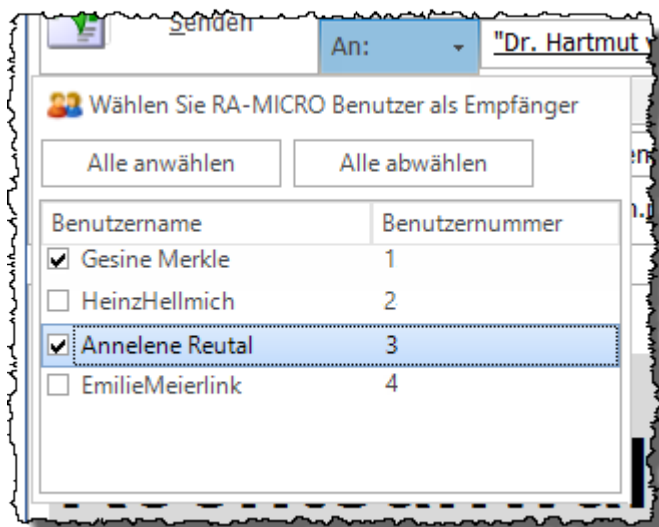 Senden
An: "Dr. Hartmut
Wählen Sie RA-MICRO Benutzer als Empfänger
Alle anwählen Alle abwählen
Benutzername Benutzernummer
Gesine Merkle 1
HeinzHellmich 2
Annelene Reutal 3
EmilieMeierlink 4